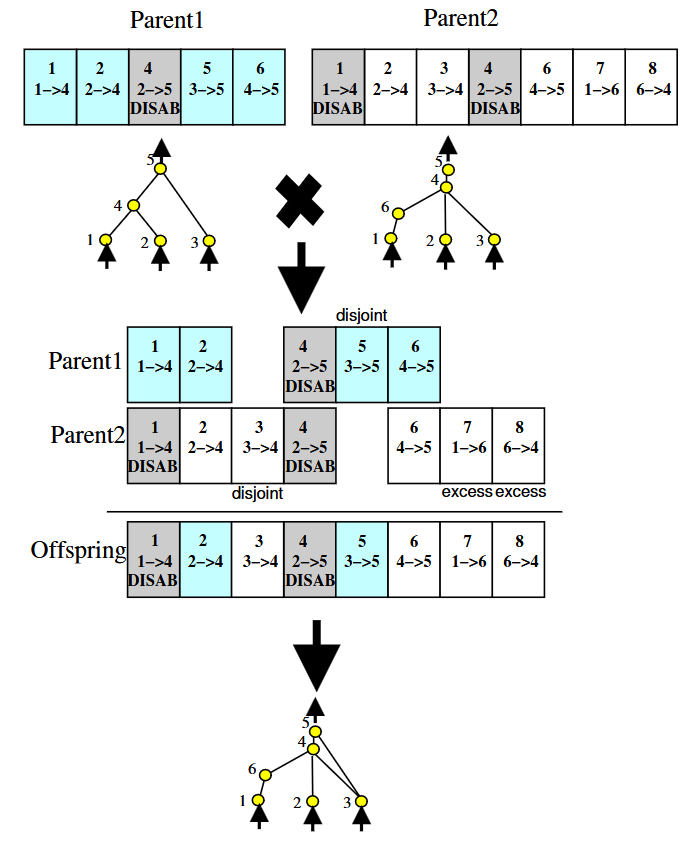 Parent1 Parent2
1 2 4 5 6 1 2 3 4 6 7 8
1–>4 2–>4 2–>5 3–>5 4–>5 1–>4 2–>4 3–>4 2–>5 4–>5 1–>6 6–>4
DISAB DISAB DISAB
5 5
4 4
6
1 2 3 1 2 3
disjoint
Parent1 1 2 4 5 6
1–>4 2–>4 2–>5 3–>5 4–>5
DISAB
Parent2 1 2 3 4 6 7 8
1–>4 2–>4 3–>4 2–>5 4–>5 1–>6 6–>4
DISAB DISAB
disjoint excess excess
Offspring 1 2 3 4 5 6 7 8
1–>4 2–>4 3–>4 2–>5 3–>5 4–>5 1–>6 6–>4
DISAB DISAB
5
4
6
1 2 3